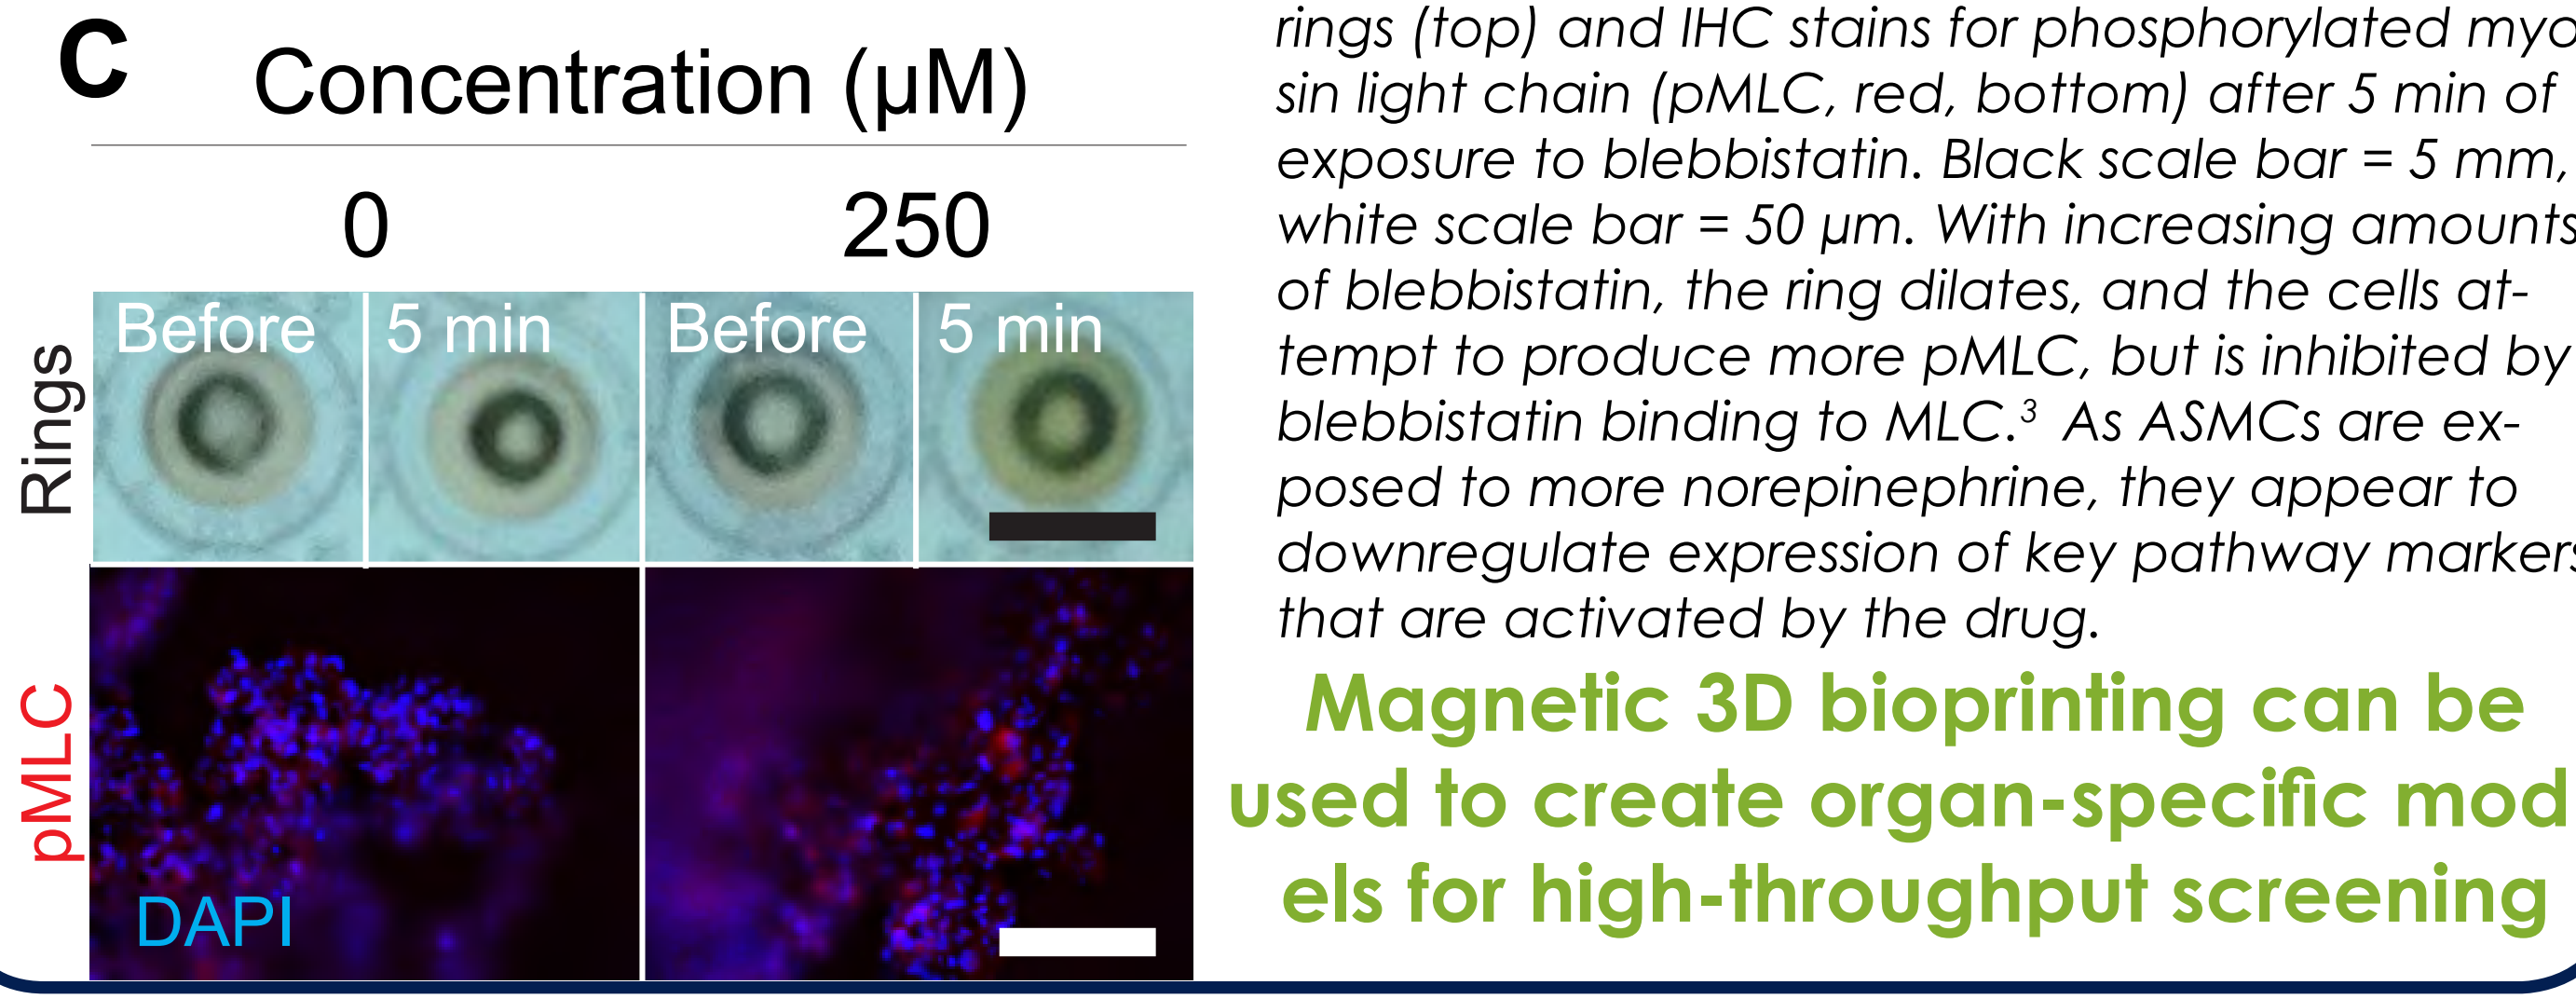 C
Concentration (µM)
0 250
Before 5 min Before 5 min
Rings
pMLC
DAPI
rings (top) and IHC stains for phosphorylated myo
sin light chain (pMLC, red, bottom) after 5 min of
exposure to blebbistatin. Black scale bar = 5 mm,
white scale bar = 50 µm. With increasing amounts
of blebbistatin, the ring dilates, and the cells at-
tempt to produce more pMLC, but is inhibited by
blebbistatin binding to MLC.³ As ASMCs are ex-
posed to more norepinephrine, they appear to
downregulate expression of key pathway markers
that are activated by the drug.
Magnetic 3D bioprinting can be
used to create organ-specific mod
els for high-throughput screening